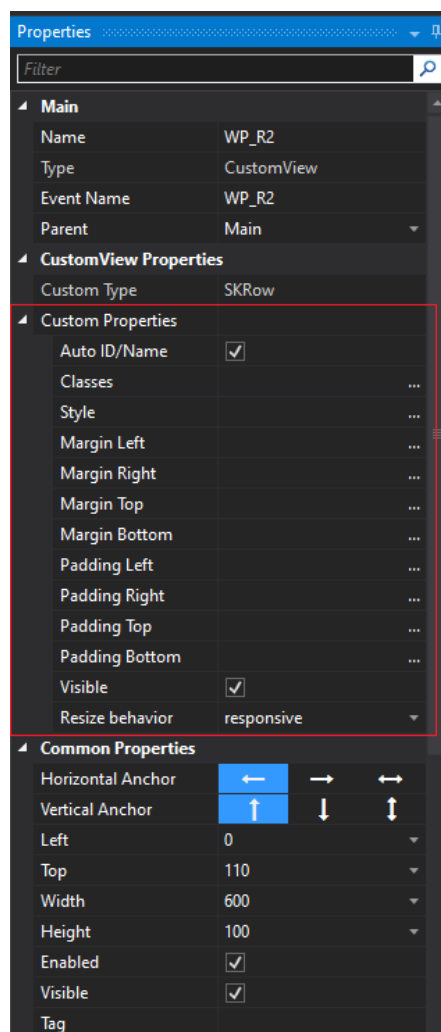 Properties
Filter
Main
Name WP_R2
Type CustomView
Event Name WP_R2
Parent Main
CustomView Properties
Custom Type SKRow
Custom Properties
Auto ID/Name
Classes ...
Style ...
Margin Left ...
Margin Right ...
Margin Top ...
Margin Bottom ...
Padding Left ...
Padding Right ...
Padding Top ...
Padding Bottom ...
Visible
Resize behavior responsive
Common Properties
Horizontal Anchor
Vertical Anchor
Left 0
Top 110
Width 600
Height 100
Enabled
Visible
Tag